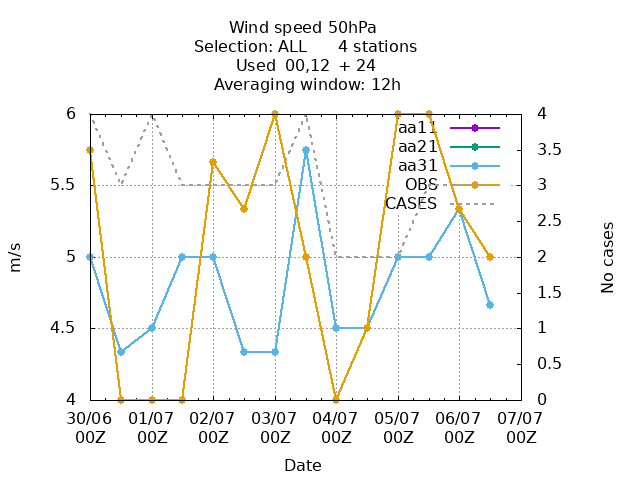 Wind speed 50hPa
Selection: ALL 4 stations
Used 00,12 + 24
Averaging window: 12h
6 4
aa11
aa21 3.5
aa31
5.5 OBS 3
CASES
2.5
5 2
m/s No cases
1.5
4.5 1
0.5
4 0
30/06 01/07 02/07 03/07 04/07 05/07 06/07 07/07
00Z 00Z 00Z 00Z 00Z 00Z 00Z 00Z
Date